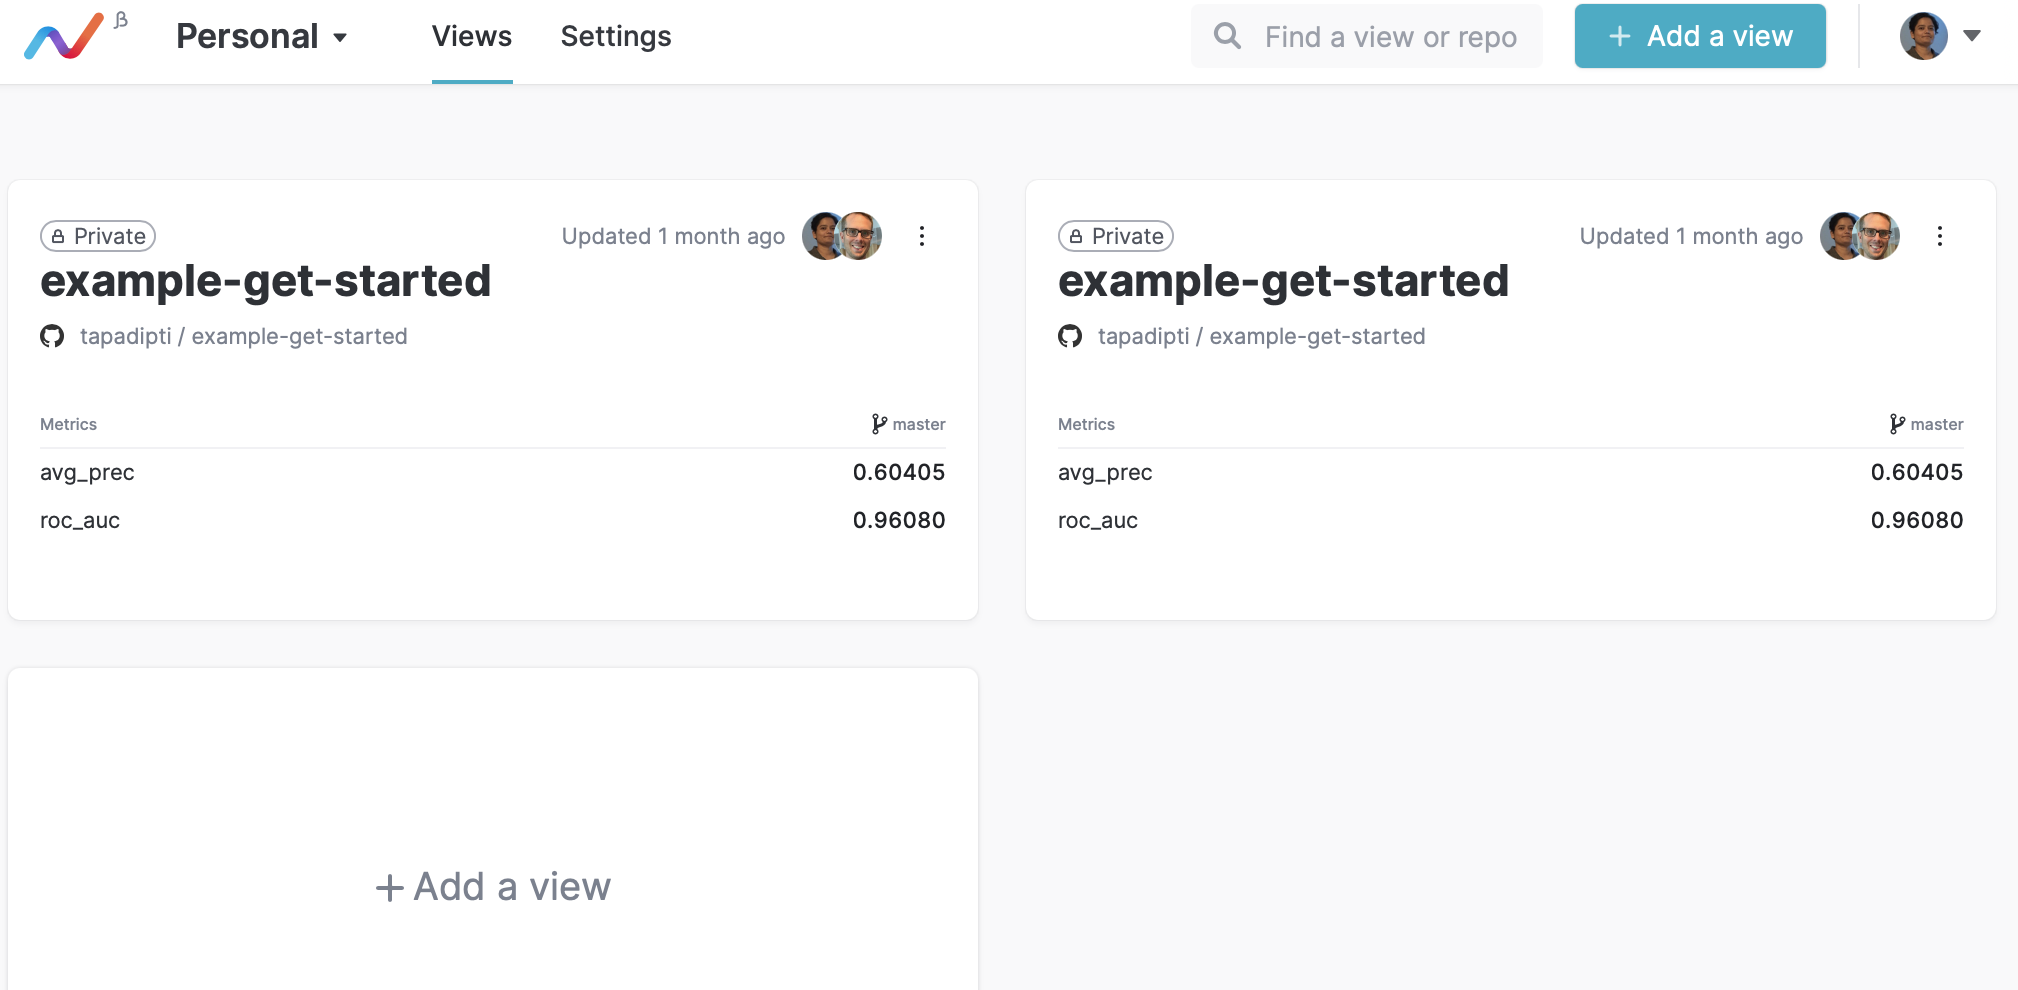 β
Personal Views Settings Find a view or repo + Add a view
Private Updated 1 month ago
example-get-started
tapadipti / example-get-started
Metrics master
avg_prec 0.60405
roc_auc 0.96080
Private Updated 1 month ago
example-get-started
tapadipti / example-get-started
Metrics master
avg_prec 0.60405
roc_auc 0.96080
+ Add a view